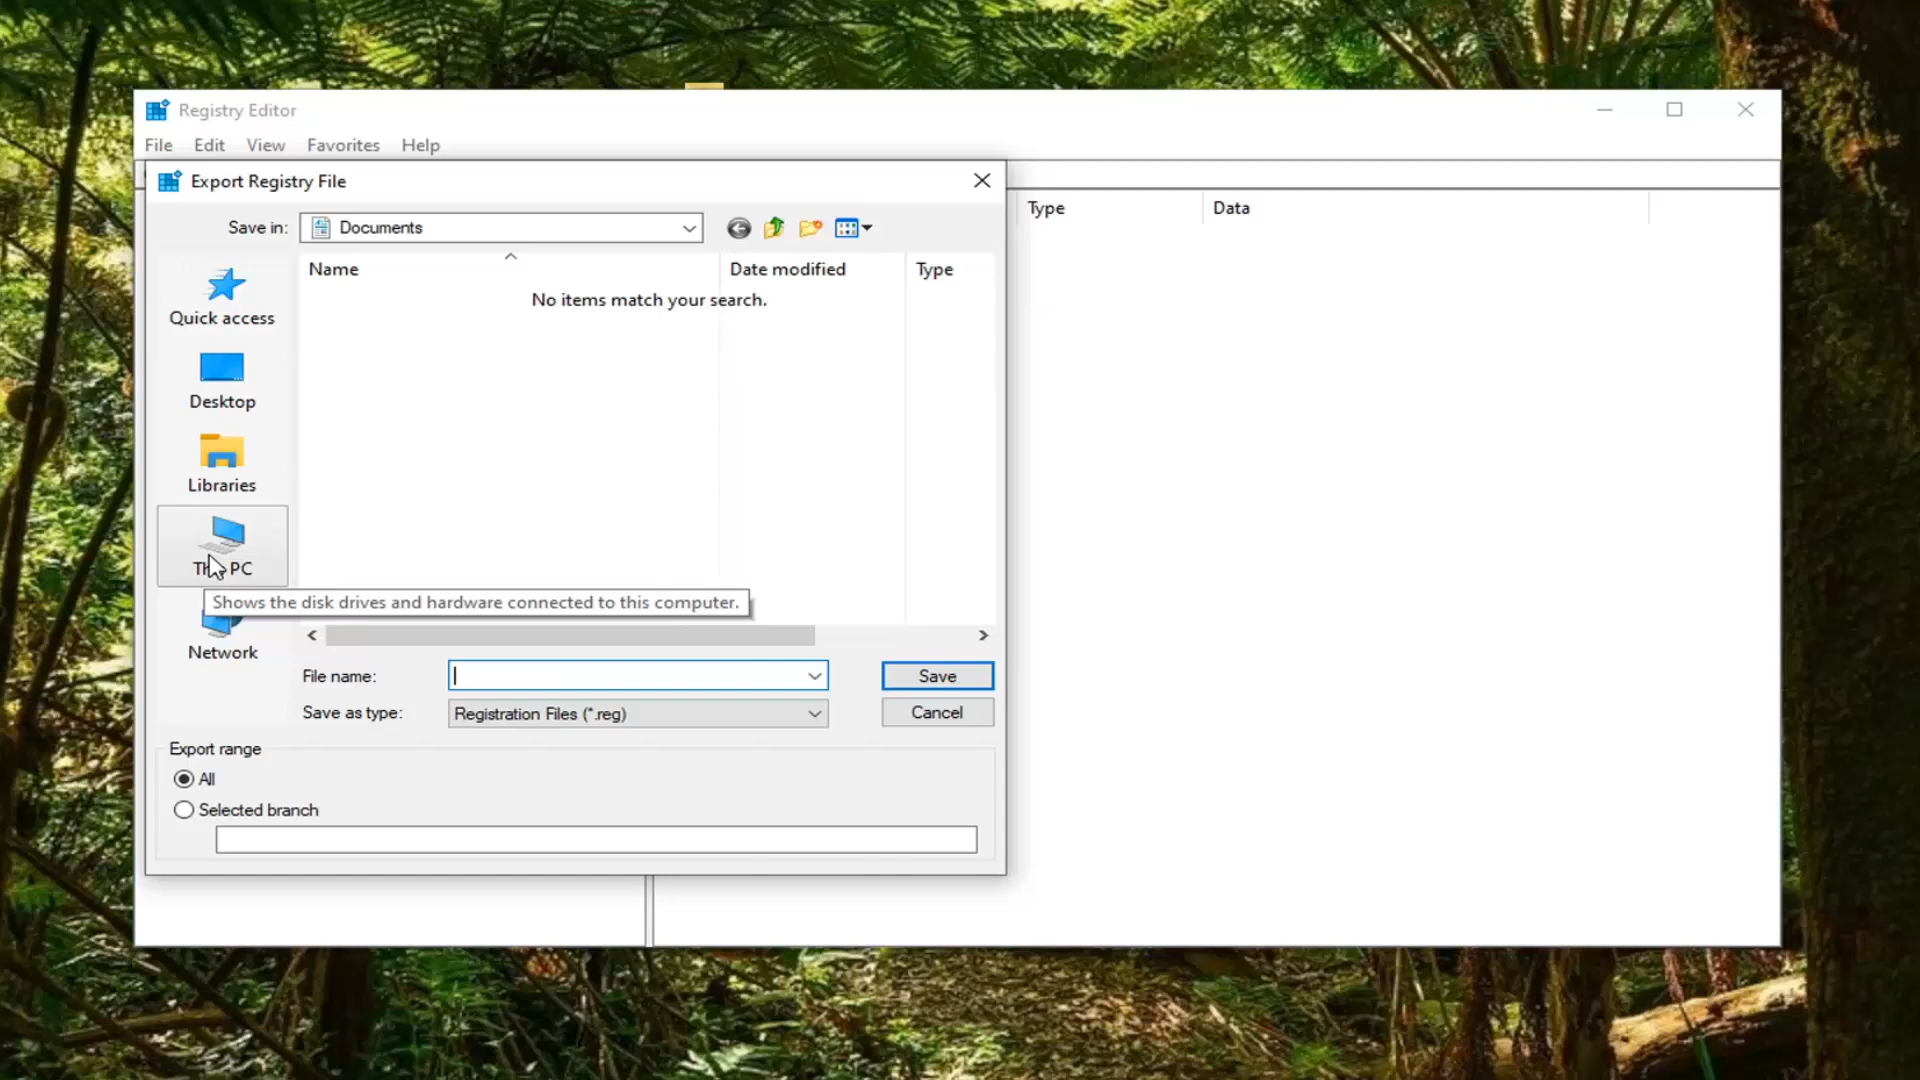 Registry Editor
File Edit View Favorites Help
Export Registry File
Save in: Documents
Type Data
Name Date modified Type
No items match your search.
Quick access
Desktop
Libraries
PC
Shows the disk drives and hardware connected to this computer.
Network
File name: Save
Save as type: Registration Files (*.reg) Cancel
Export range
All
Selected branch